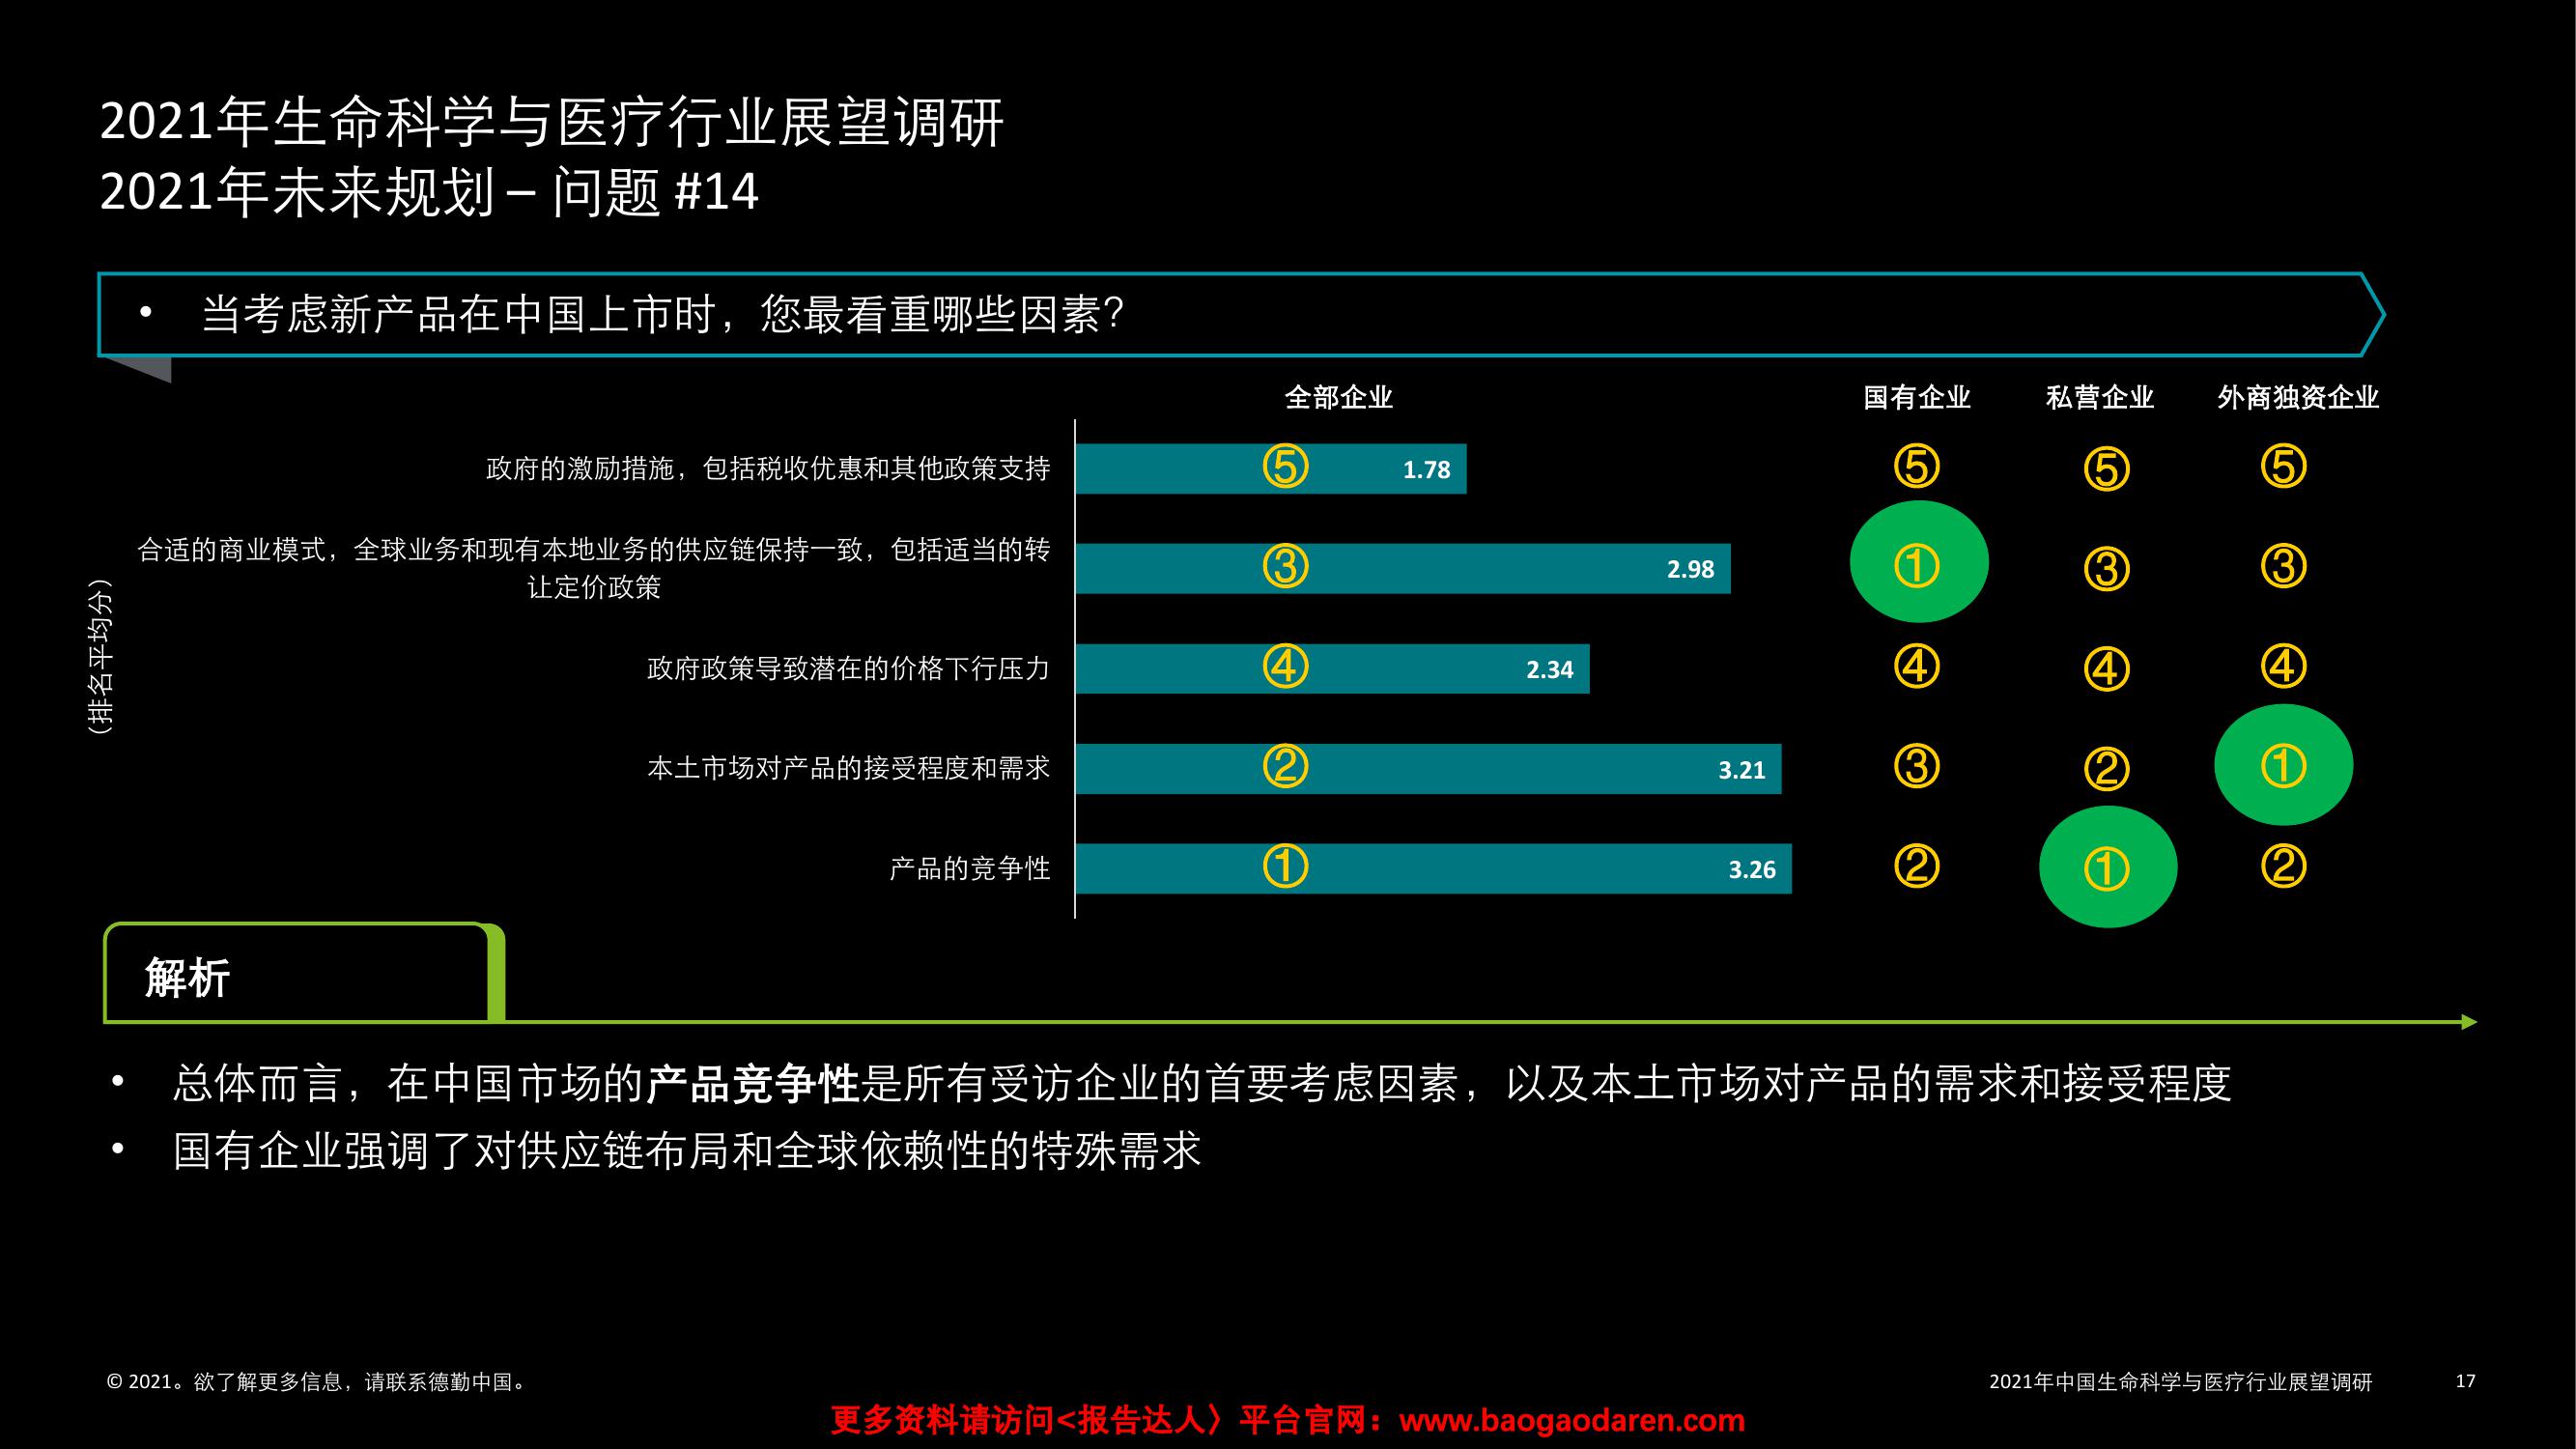 2021年生命科学与医疗行业展望调研
2021年未来规划 – 问题 #14
• 当考虑新产品在中国上市时，您最看重哪些因素？
全部企业 国有企业 私营企业 外商独资企业
（排名平均分）
政府的激励措施，包括税收优惠和其他政策支持 ⑤ 1.78 ⑤ ⑤ ⑤
合适的商业模式，全球业务和现有本地业务的供应链保持一致，包括适当的转
让定价政策 ③ 2.98 ① ③ ③
政府政策导致潜在的价格下行压力 ④ 2.34 ④ ④ ④
本土市场对产品的接受程度和需求 ② 3.21 ③ ② ①
产品的竞争性 ① 3.26 ② ① ②
解析
• 总体而言，在中国市场的产品竞争性是所有受访企业的首要考虑因素，以及本土市场对产品的需求和接受程度
• 国有企业强调了对供应链布局和全球依赖性的特殊需求
© 2021。欲了解更多信息，请联系德勤中国。
2021年中国生命科学与医疗行业展望调研 17
更多资料请访问<报告达人〉平台官网：www.baogaodaren.com